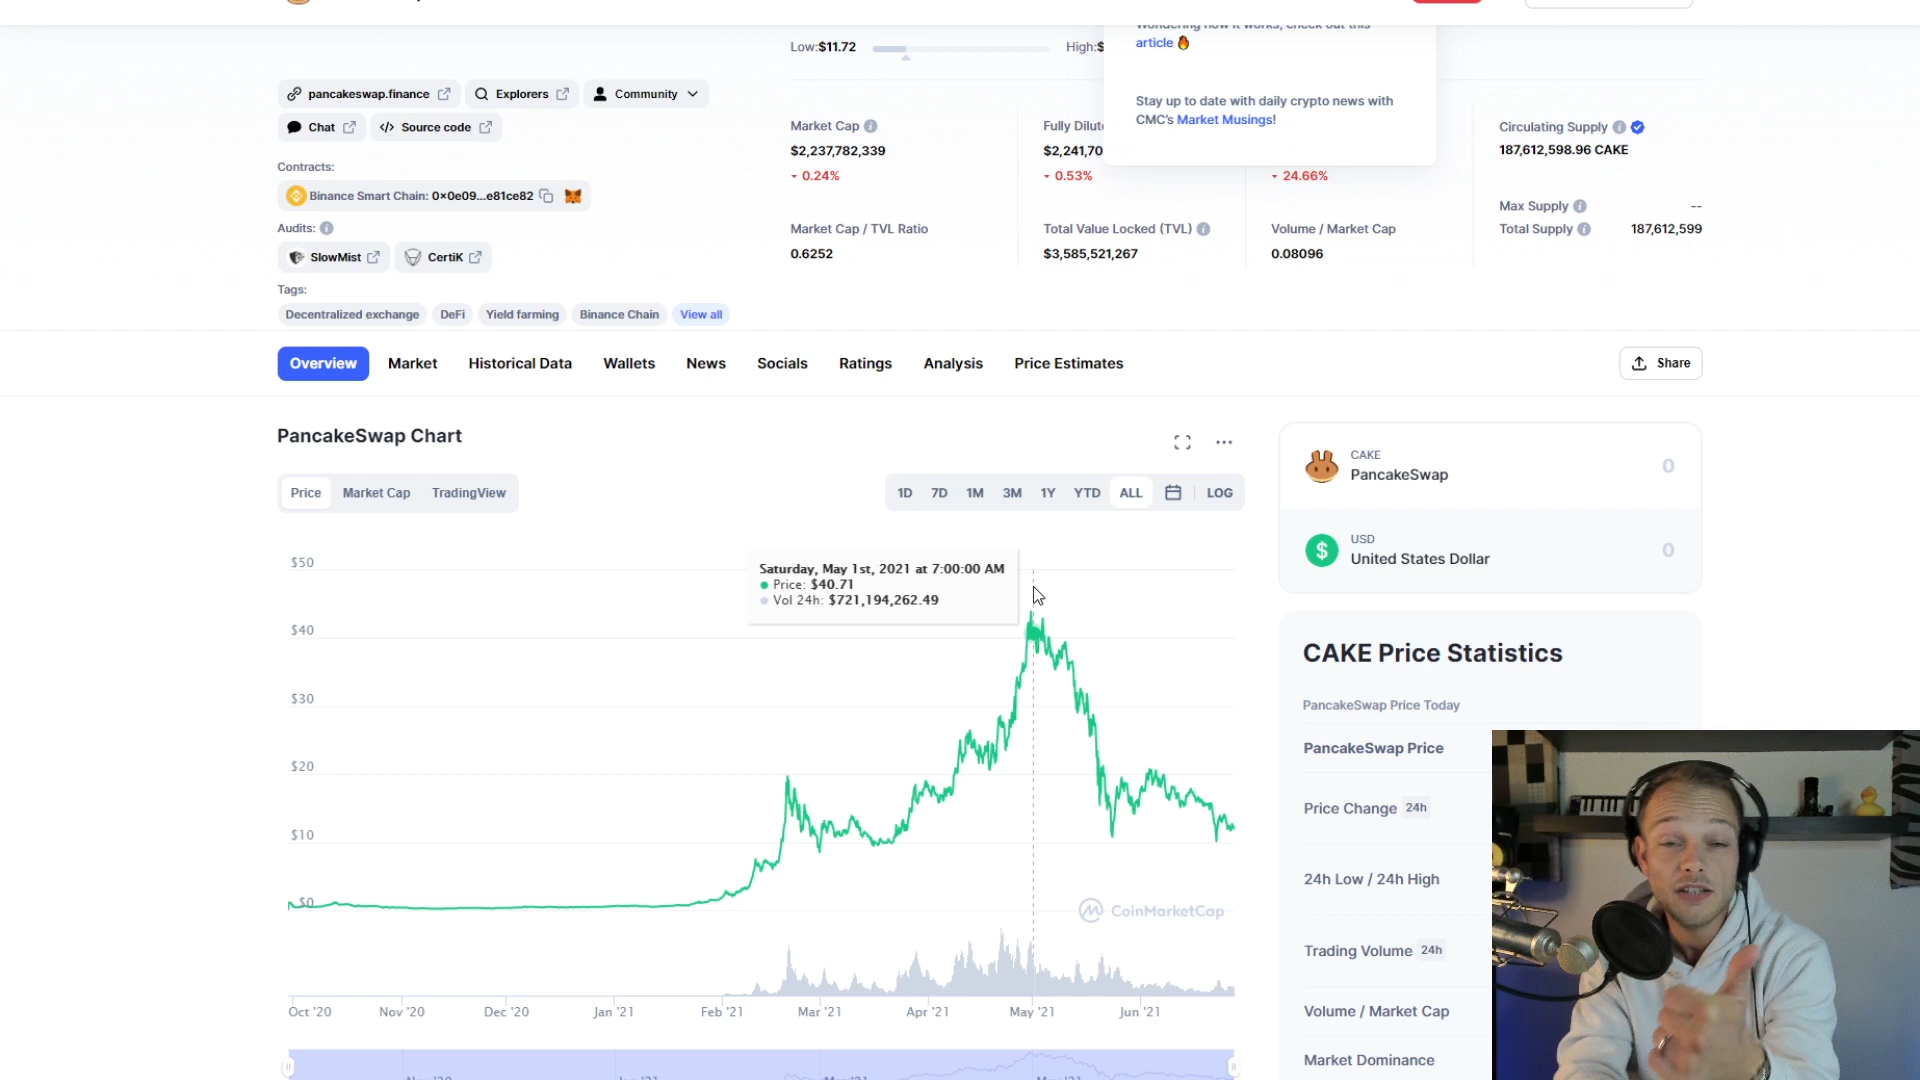 Wondering how it works, check out this
article
Low:$11.72
High:$
pancakeswap.finance
Explorers
Community
Stay up to date with daily crypto news with
CMC's Market Musings!
Chat
Source code
Market Cap
Fully Dilute
Circulating Supply
$2,237,782,339
$2,241,70
187,612,598.96 CAKE
Contracts:
0.24%
0.53%
24.66%
Binance Smart Chain: 0x0e09...e81ce82
Max Supply
--
Audits:
Market Cap / TVL Ratio
Total Value Locked (TVL)
Volume / Market Cap
Total Supply
187,612,599
SlowMist
CertiK
0.6252
$3,585,521,267
0.08096
Tags:
Decentralized exchange
DeFi
Yield farming
Binance Chain
View all
Overview
Market
Historical Data
Wallets
News
Socials
Ratings
Analysis
Price Estimates
Share
PancakeSwap Chart
CAKE
PancakeSwap
0
Price
Market Cap
TradingView
1D
7D
1M
3M
1Y
YTD
ALL
LOG
USD
United States Dollar
0
$50
Saturday, May 1st, 2021 at 7:00:00 AM
Price: $40.71
Vol 24h: $721,194,262.49
$40
$30
$20
$10
$0
CoinMarketCap
Oct '20
Nov '20
Dec '20
Jan '21
Feb '21
Mar '21
Apr '21
May '21
Jun '21
CAKE Price Statistics
PancakeSwap Price Today
PancakeSwap Price
Price Change 24h
24h Low / 24h High
Trading Volume 24h
Volume / Market Cap
Market Dominance